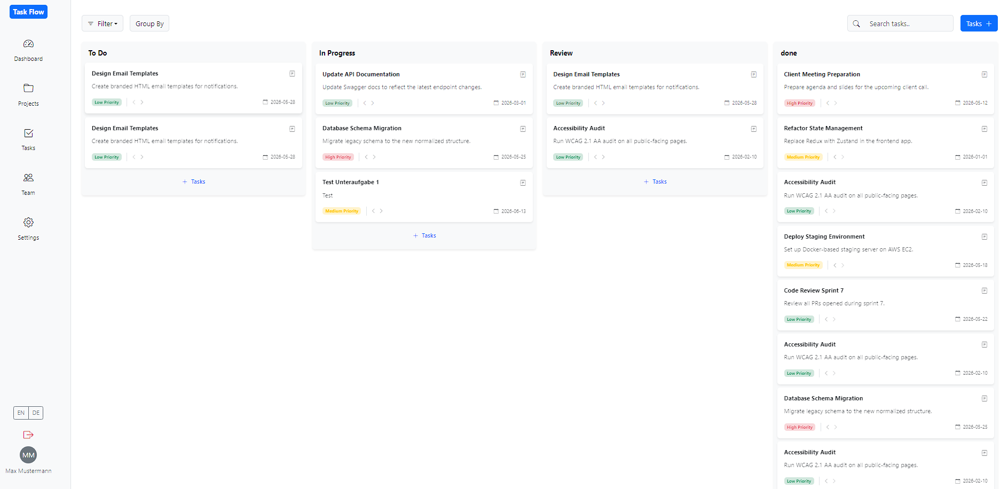 Task Flow
Dashboard
Projects
Tasks
Team
Settings
EN DE
MM
Max Mustermann
Filter
Group By
Search tasks..
Tasks +
To Do
Design Email Templates
Create branded HTML email templates for notifications.
Low Priority < > 2026-05-28
Design Email Templates
Create branded HTML email templates for notifications.
Low Priority < > 2026-05-28
+ Tasks
In Progress
Update API Documentation
Update Swagger docs to reflect the latest endpoint changes.
Low Priority < > 2026-03-01
Database Schema Migration
Migrate legacy schema to the new normalized structure.
High Priority < > 2026-05-25
Test Unteraufgabe 1
Test
Medium Priority < > 2026-06-13
+ Tasks
Review
Design Email Templates
Create branded HTML email templates for notifications.
Low Priority < > 2026-05-28
Accessibility Audit
Run WCAG 2.1 AA audit on all public-facing pages.
Low Priority < > 2026-02-10
+ Tasks
done
Client Meeting Preparation
Prepare agenda and slides for the upcoming client call.
High Priority < > 2026-05-12
Refactor State Management
Replace Redux with Zustand in the frontend app.
Medium Priority < > 2026-01-01
Accessibility Audit
Run WCAG 2.1 AA audit on all public-facing pages.
Low Priority < > 2026-02-10
Deploy Staging Environment
Set up Docker-based staging server on AWS EC2.
Medium Priority < > 2026-05-18
Code Review Sprint 7
Review all PRs opened during sprint 7.
Low Priority < > 2026-05-22
Accessibility Audit
Run WCAG 2.1 AA audit on all public-facing pages.
Low Priority < > 2026-02-10
Database Schema Migration
Migrate legacy schema to the new normalized structure.
High Priority < > 2026-05-25
Accessibility Audit
Run WCAG 2.1 AA audit on all public-facing pages.
Low Priority < > 2026-02-10